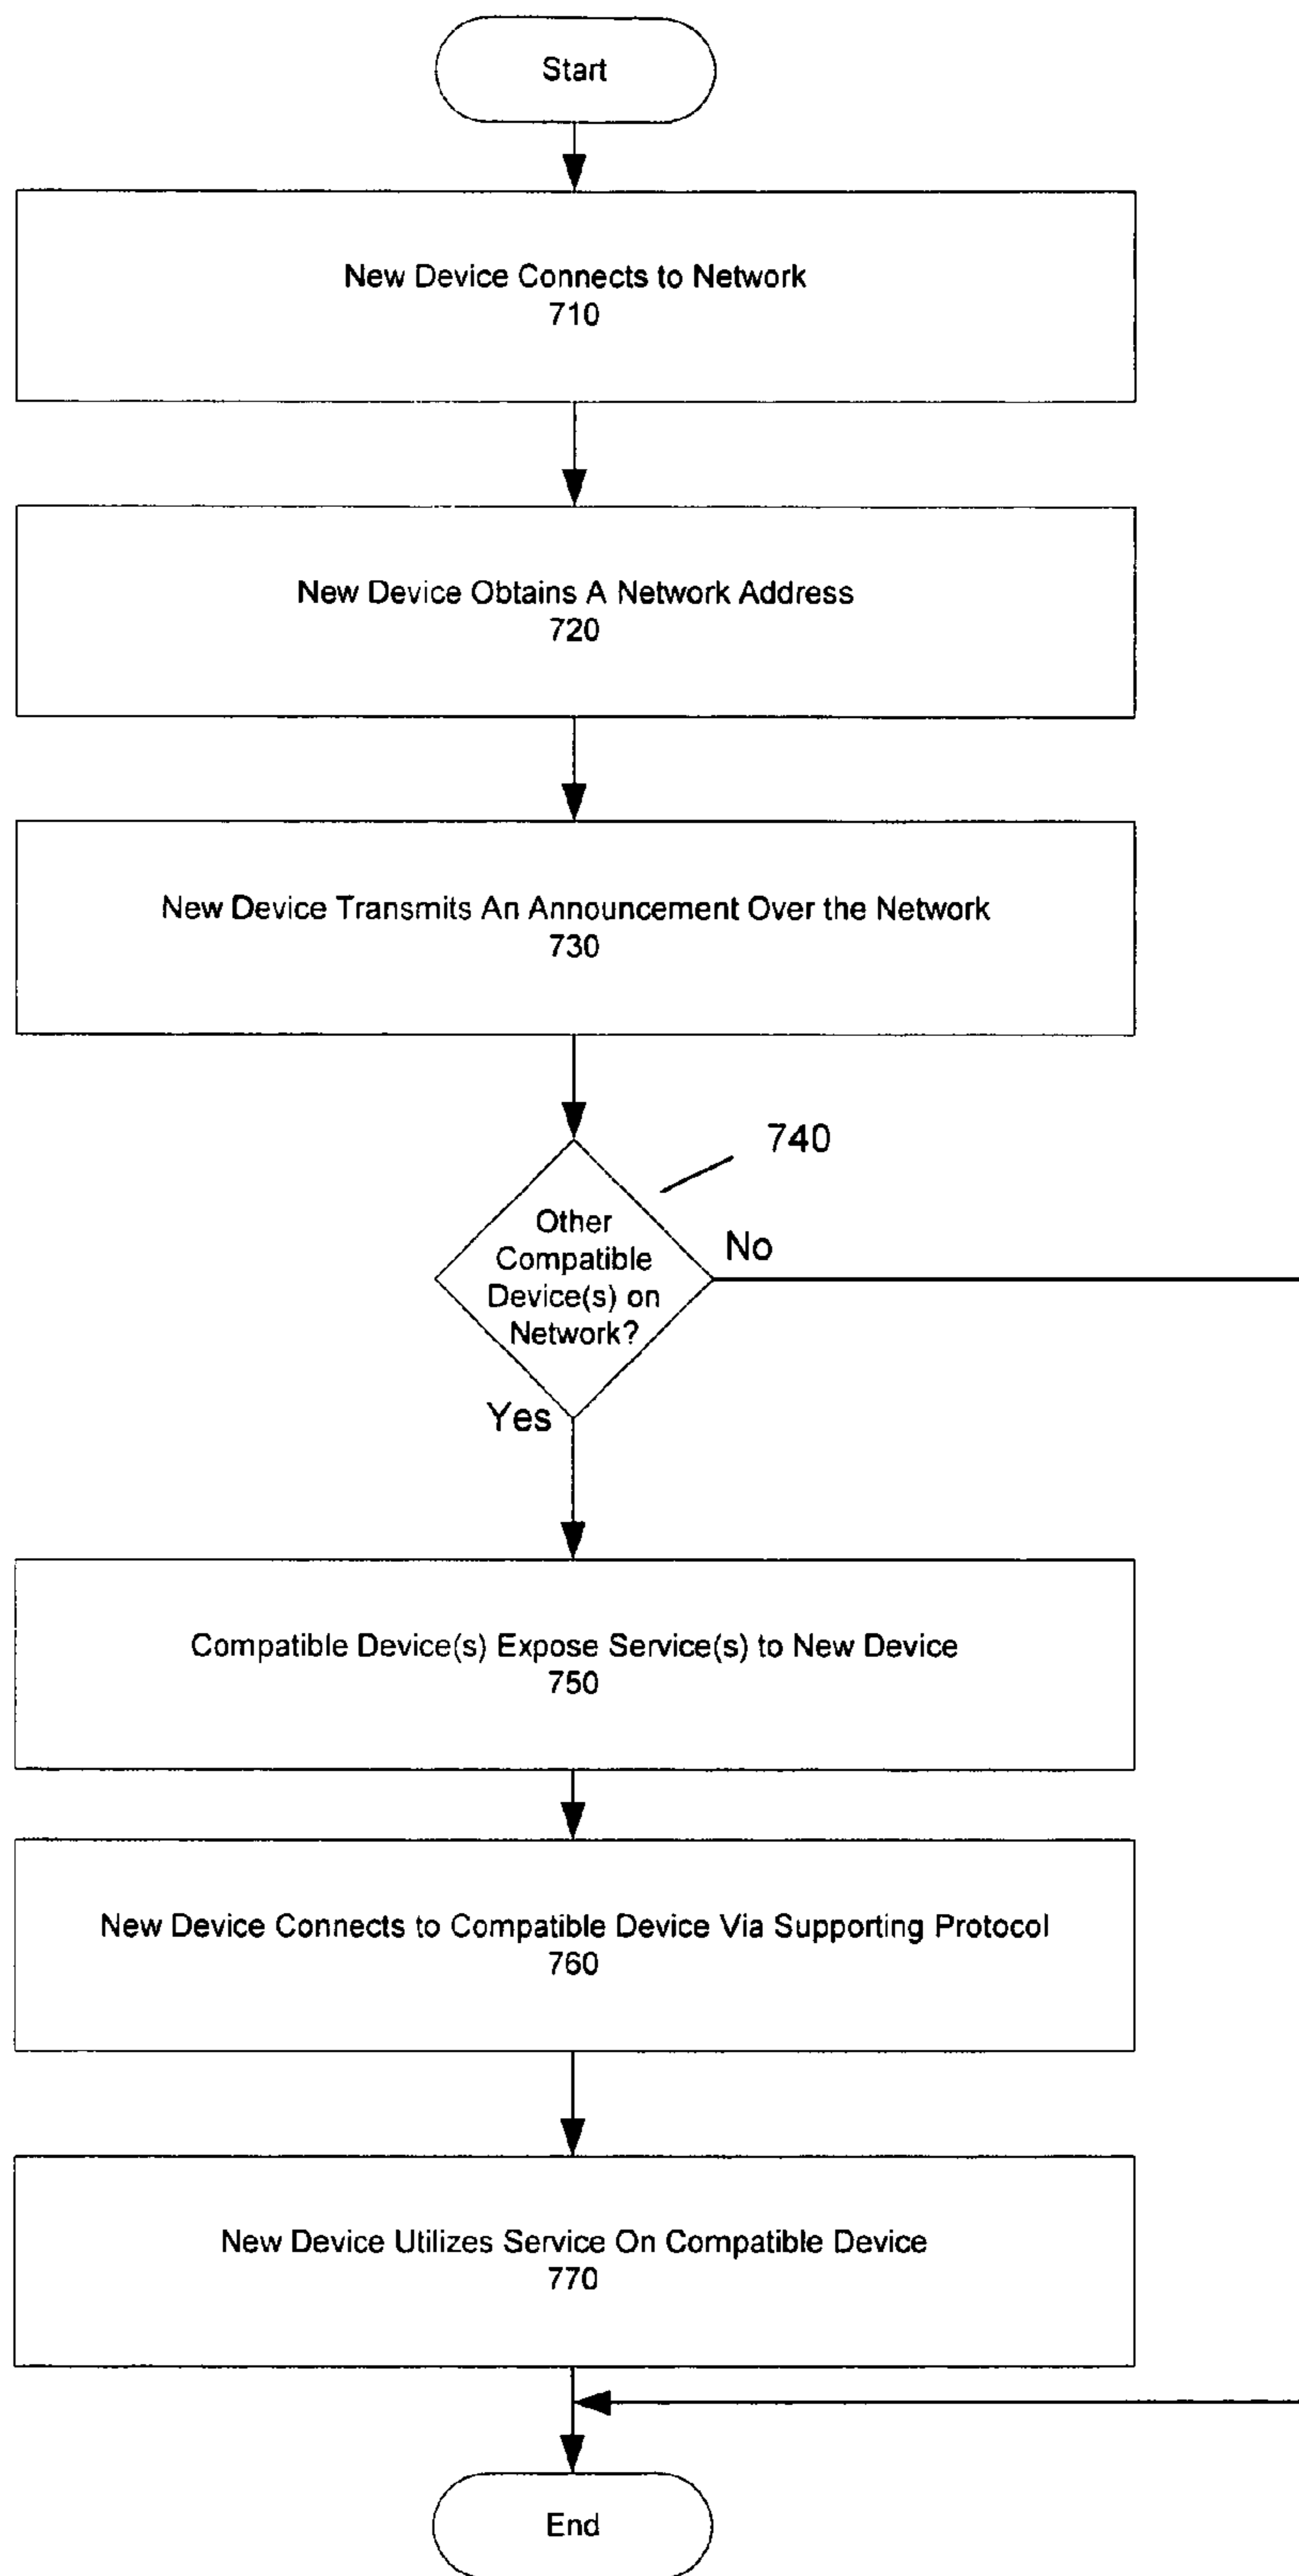 Start
New Device Connects to Network
710
New Device Obtains A Network Address
720
New Device Transmits An Announcement Over the Network
730
740
Other
Compatible
Device(s) on
Network?
No
Yes
Compatible Device(s) Expose Service(s) to New Device
750
New Device Connects to Compatible Device Via Supporting Protocol
760
New Device Utilizes Service On Compatible Device
770
End